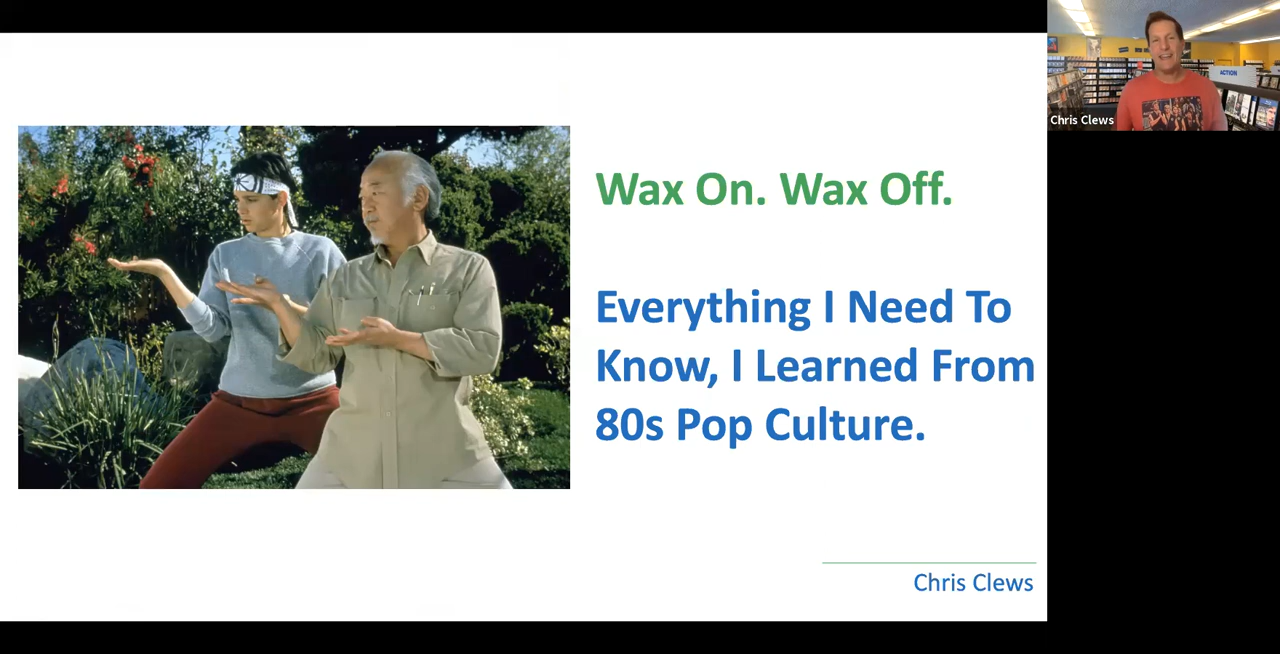 Wax On. Wax Off.
Everything I Need To
Know, I Learned From
80s Pop Culture.
Chris Clews
Chris Clews
ACTION